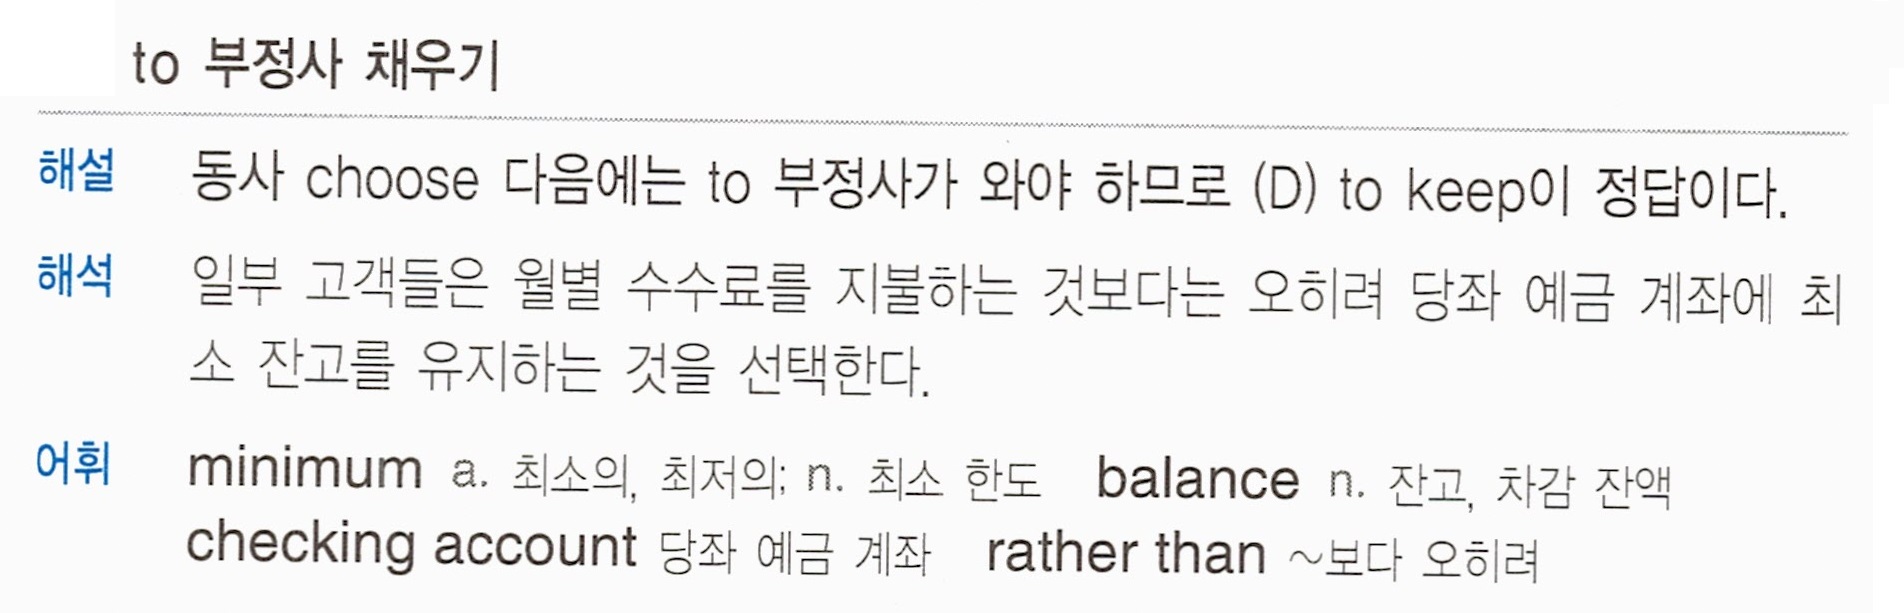 to 부정사 채우기
해설 동사 choose 다음에는 to 부정사가 와야 하므로 (D) to keep이 정답이다.
해석 일부 고객들은 월별 수수료를 지불하는 것보다는 오히려 당좌 예금 계좌에 최
소 잔고를 유지하는 것을 선택한다.
어휘 minimum a. 최소의, 최저의; n. 최소 한도 balance n. 잔고, 차감 잔액
checking account 당좌 예금 계좌 rather than ~보다 오히려